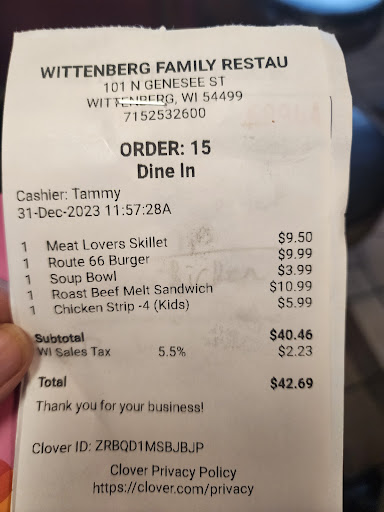 WITTENBERG FAMILY RESTAU
101 N GENESEE ST
WITTENBERG, WI 54499
7152532600
ORDER: 15
Dine In
Cashier: Tammy
31-Dec-2023 11:57:28A
1 Meat Lovers Skillet $9.50
1 Route 66 Burger $9.99
1 Soup Bowl $3.99
1 Roast Beef Melt Sandwich $10.99
1 Chicken Strip -4 (Kids) $5.99
Subtotal $40.46
WI Sales Tax 5.5% $2.23
Total $42.69
Thank you for your business!
Clover ID: ZRBQD1MSBJBJP
Clover Privacy Policy
https://clover.com/privacy